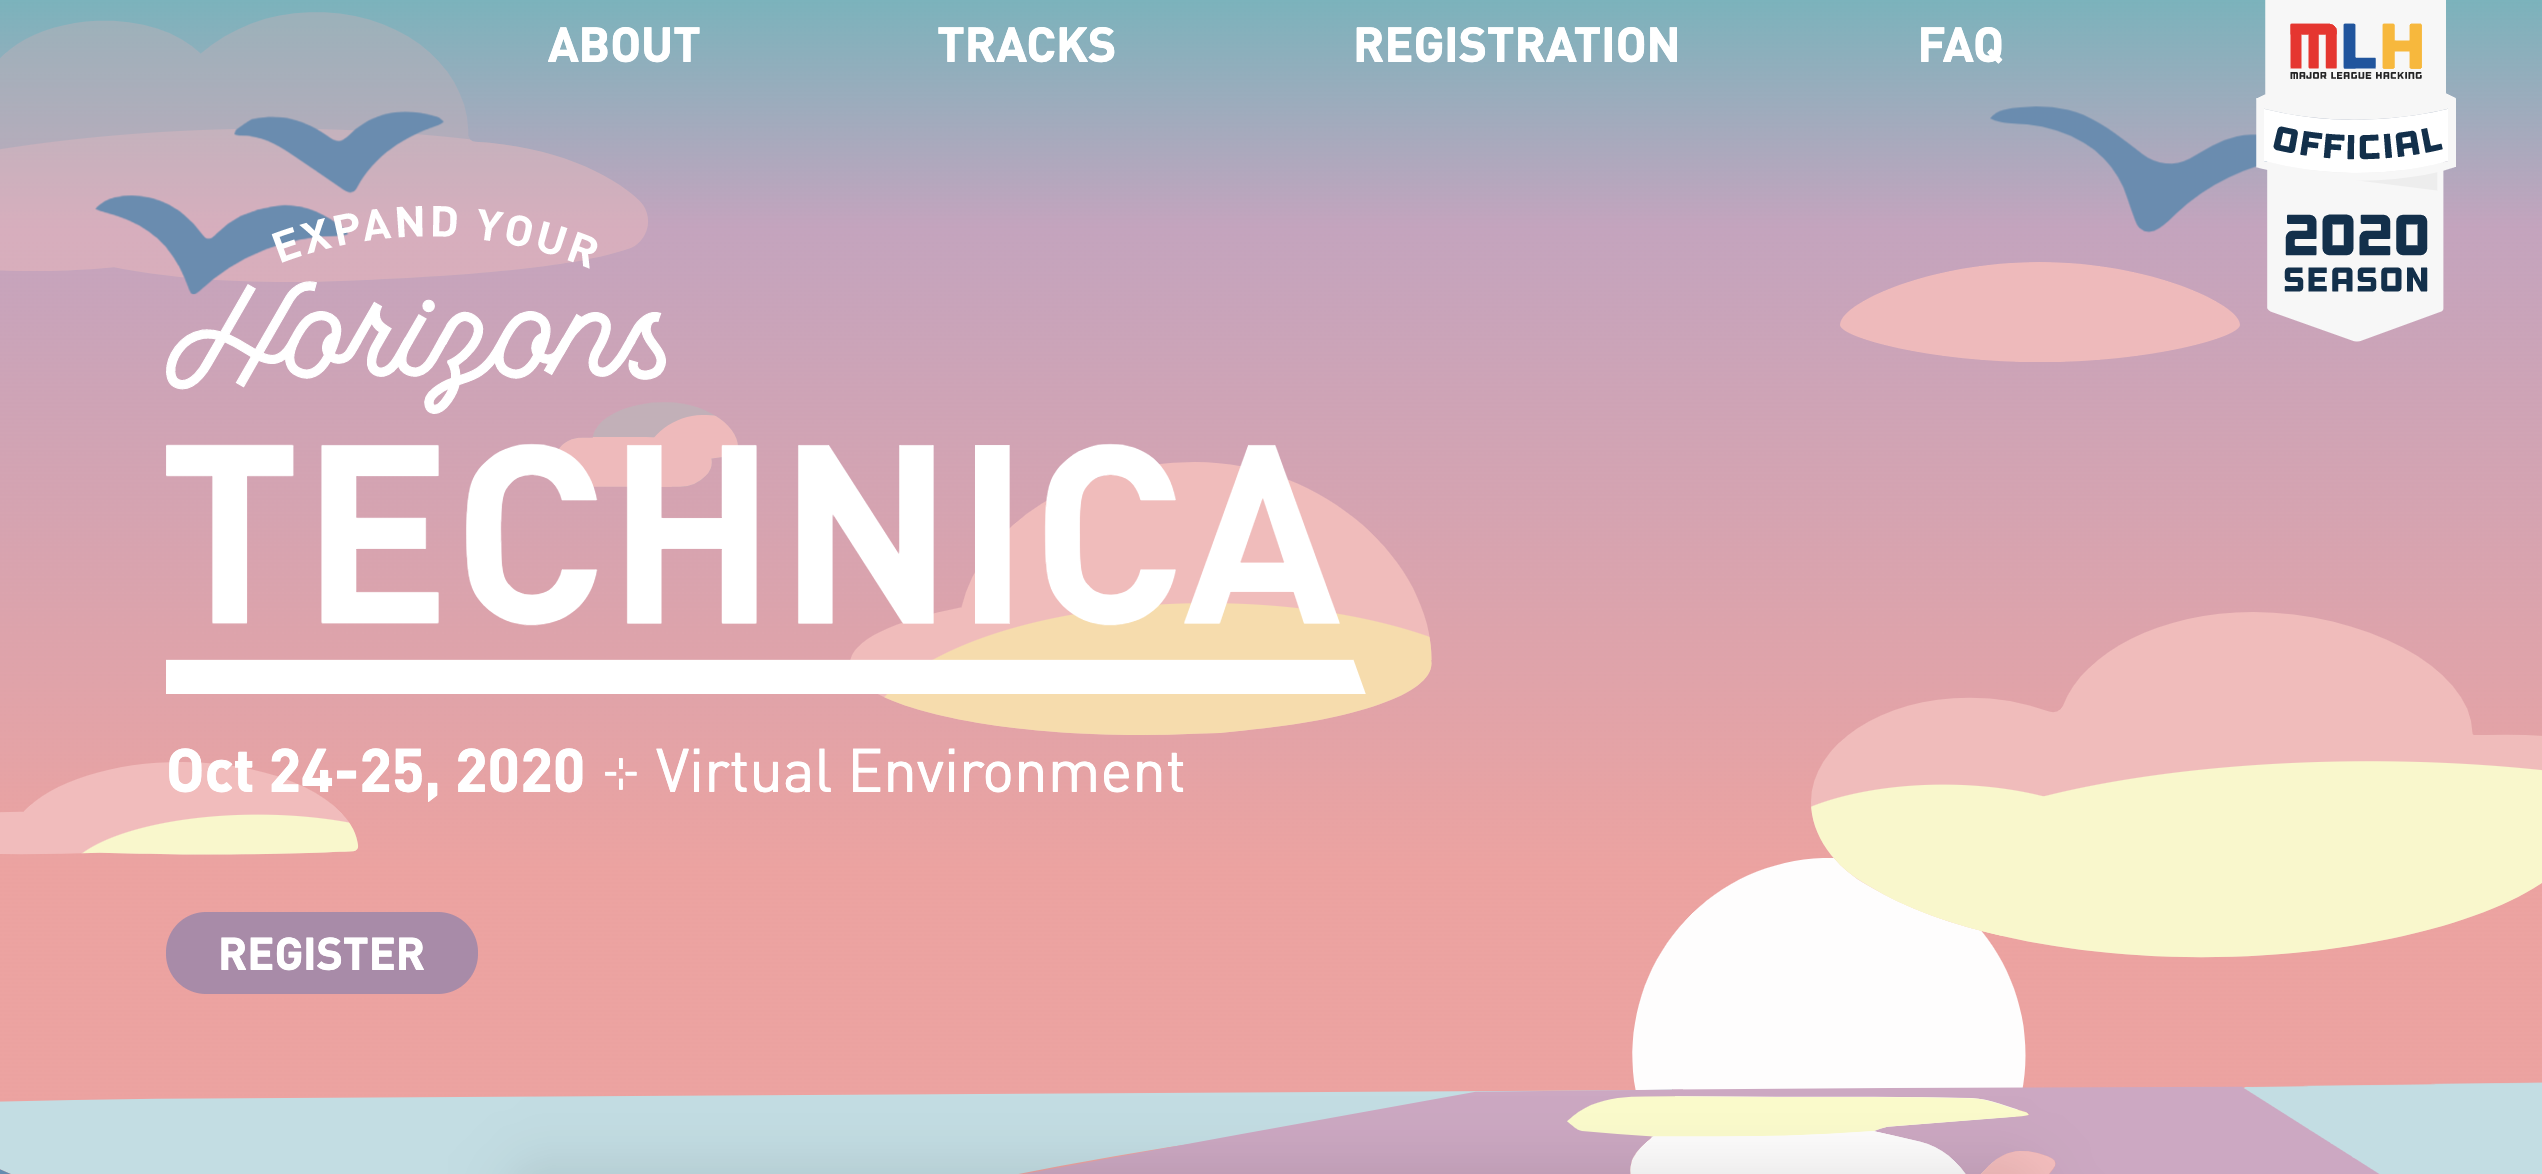 ABOUT TRACKS REGISTRATION FAQ
MLH
MAJOR LEAGUE HACKING
OFFICIAL
2020
SEASON
EXPAND YOUR
Horizons
TECHNICA
Oct 24-25, 2020 Virtual Environment
REGISTER